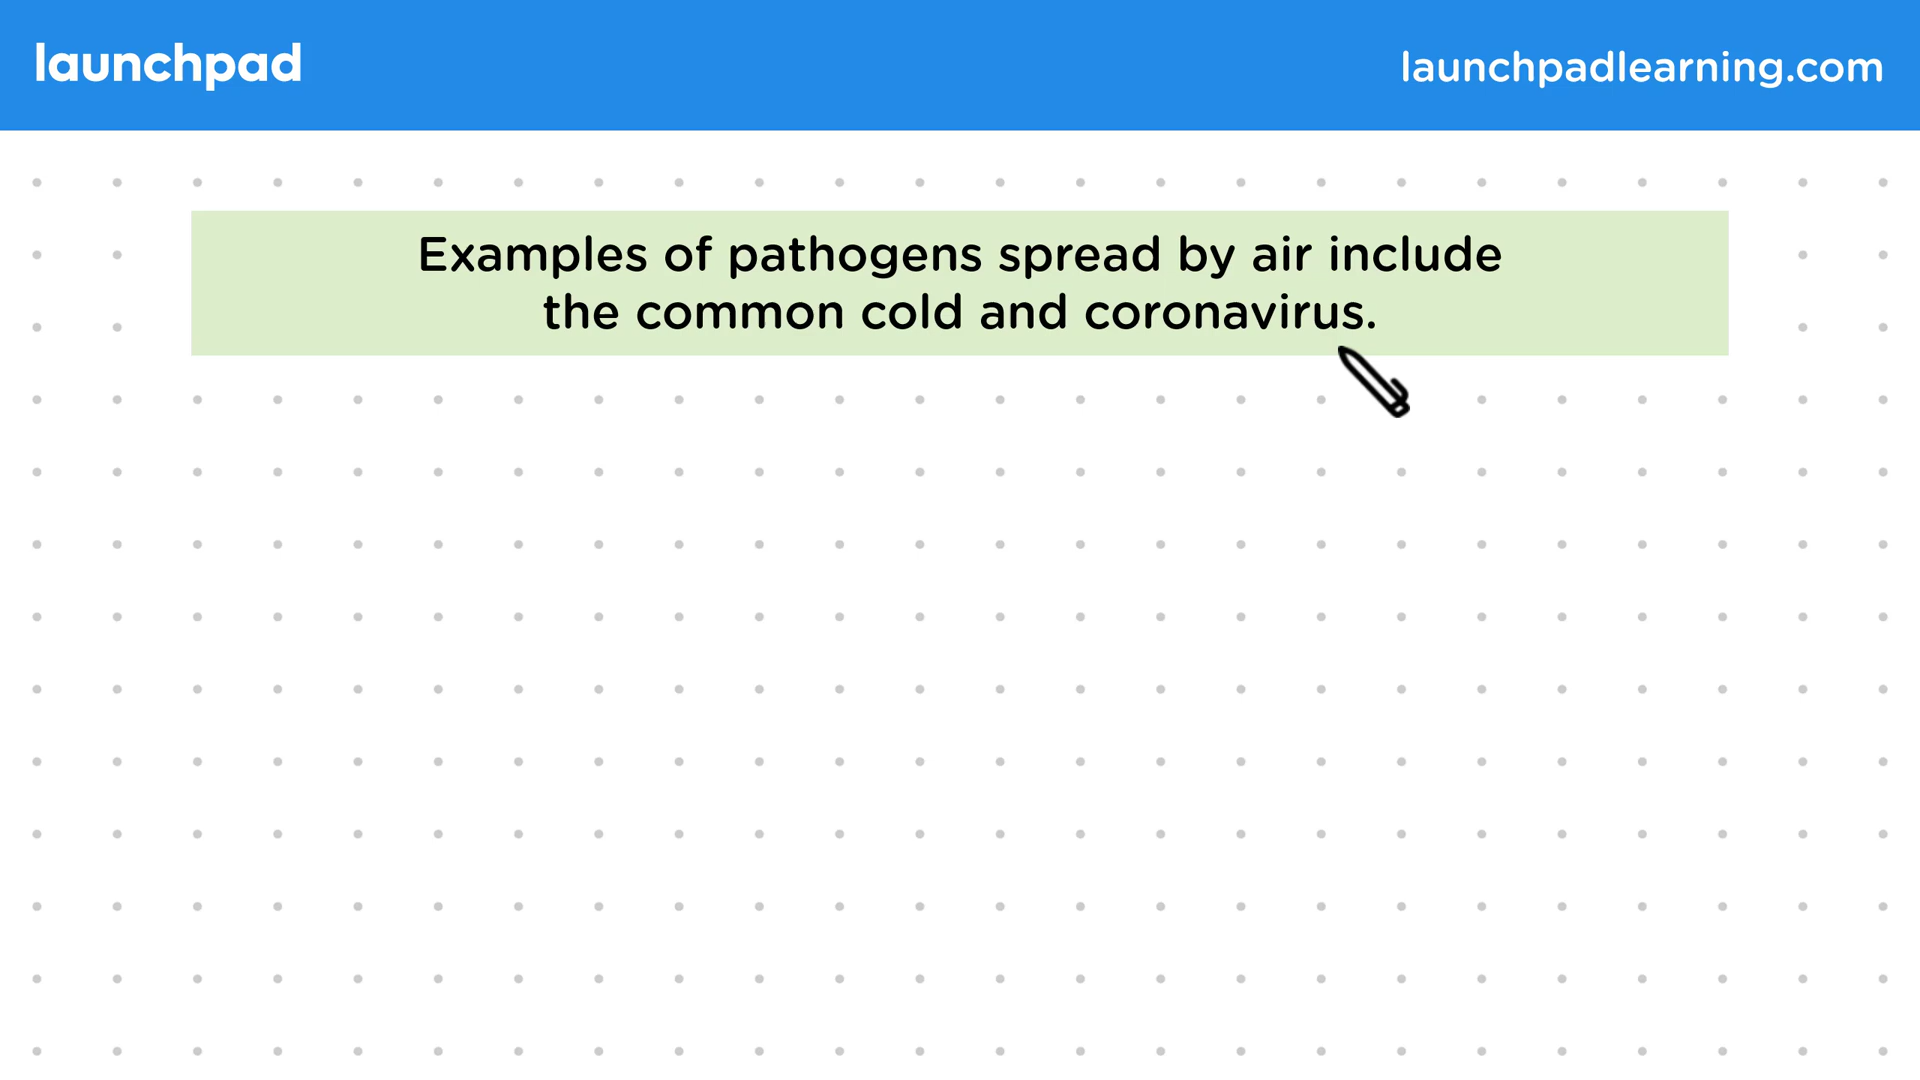 launchpad
launchpadlearning.com
Examples of pathogens spread by air include
the common cold and coronavirus.